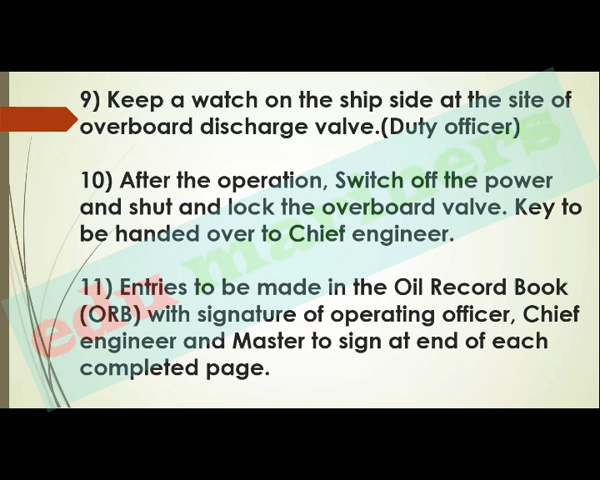 9) Keep a watch on the ship side at the site of
overboard discharge valve.(Duty officer)
10) After the operation, Switch off the power
and shut and lock the overboard valve. Key to
be handed over to Chief engineer.
11) Entries to be made in the Oil Record Book
(ORB) with signature of operating officer, Chief
engineer and Master to sign at end of each
completed page.
edu mariners